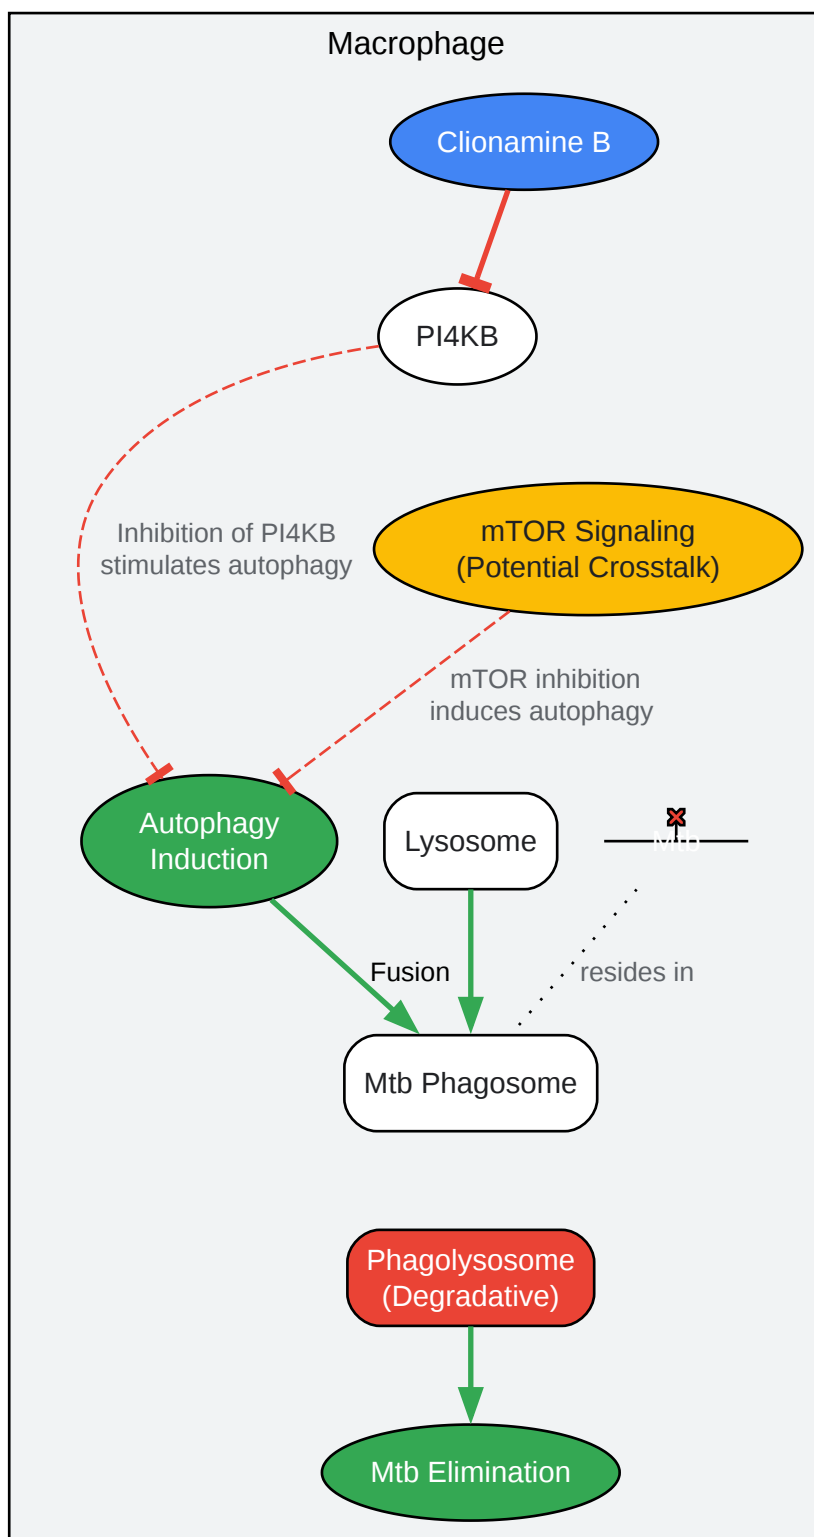 Macrophage
Clionamine B
PI4KB
Inhibition of PI4KB
stimulates autophagy
mTOR Signaling
(Potential Crosstalk)
mTOR inhibition
induces autophagy
Autophagy
Induction
Lysosome
Mtb
Fusion
resides in
Mtb Phagosome
Phagolysosome
(Degradative)
Mtb Elimination